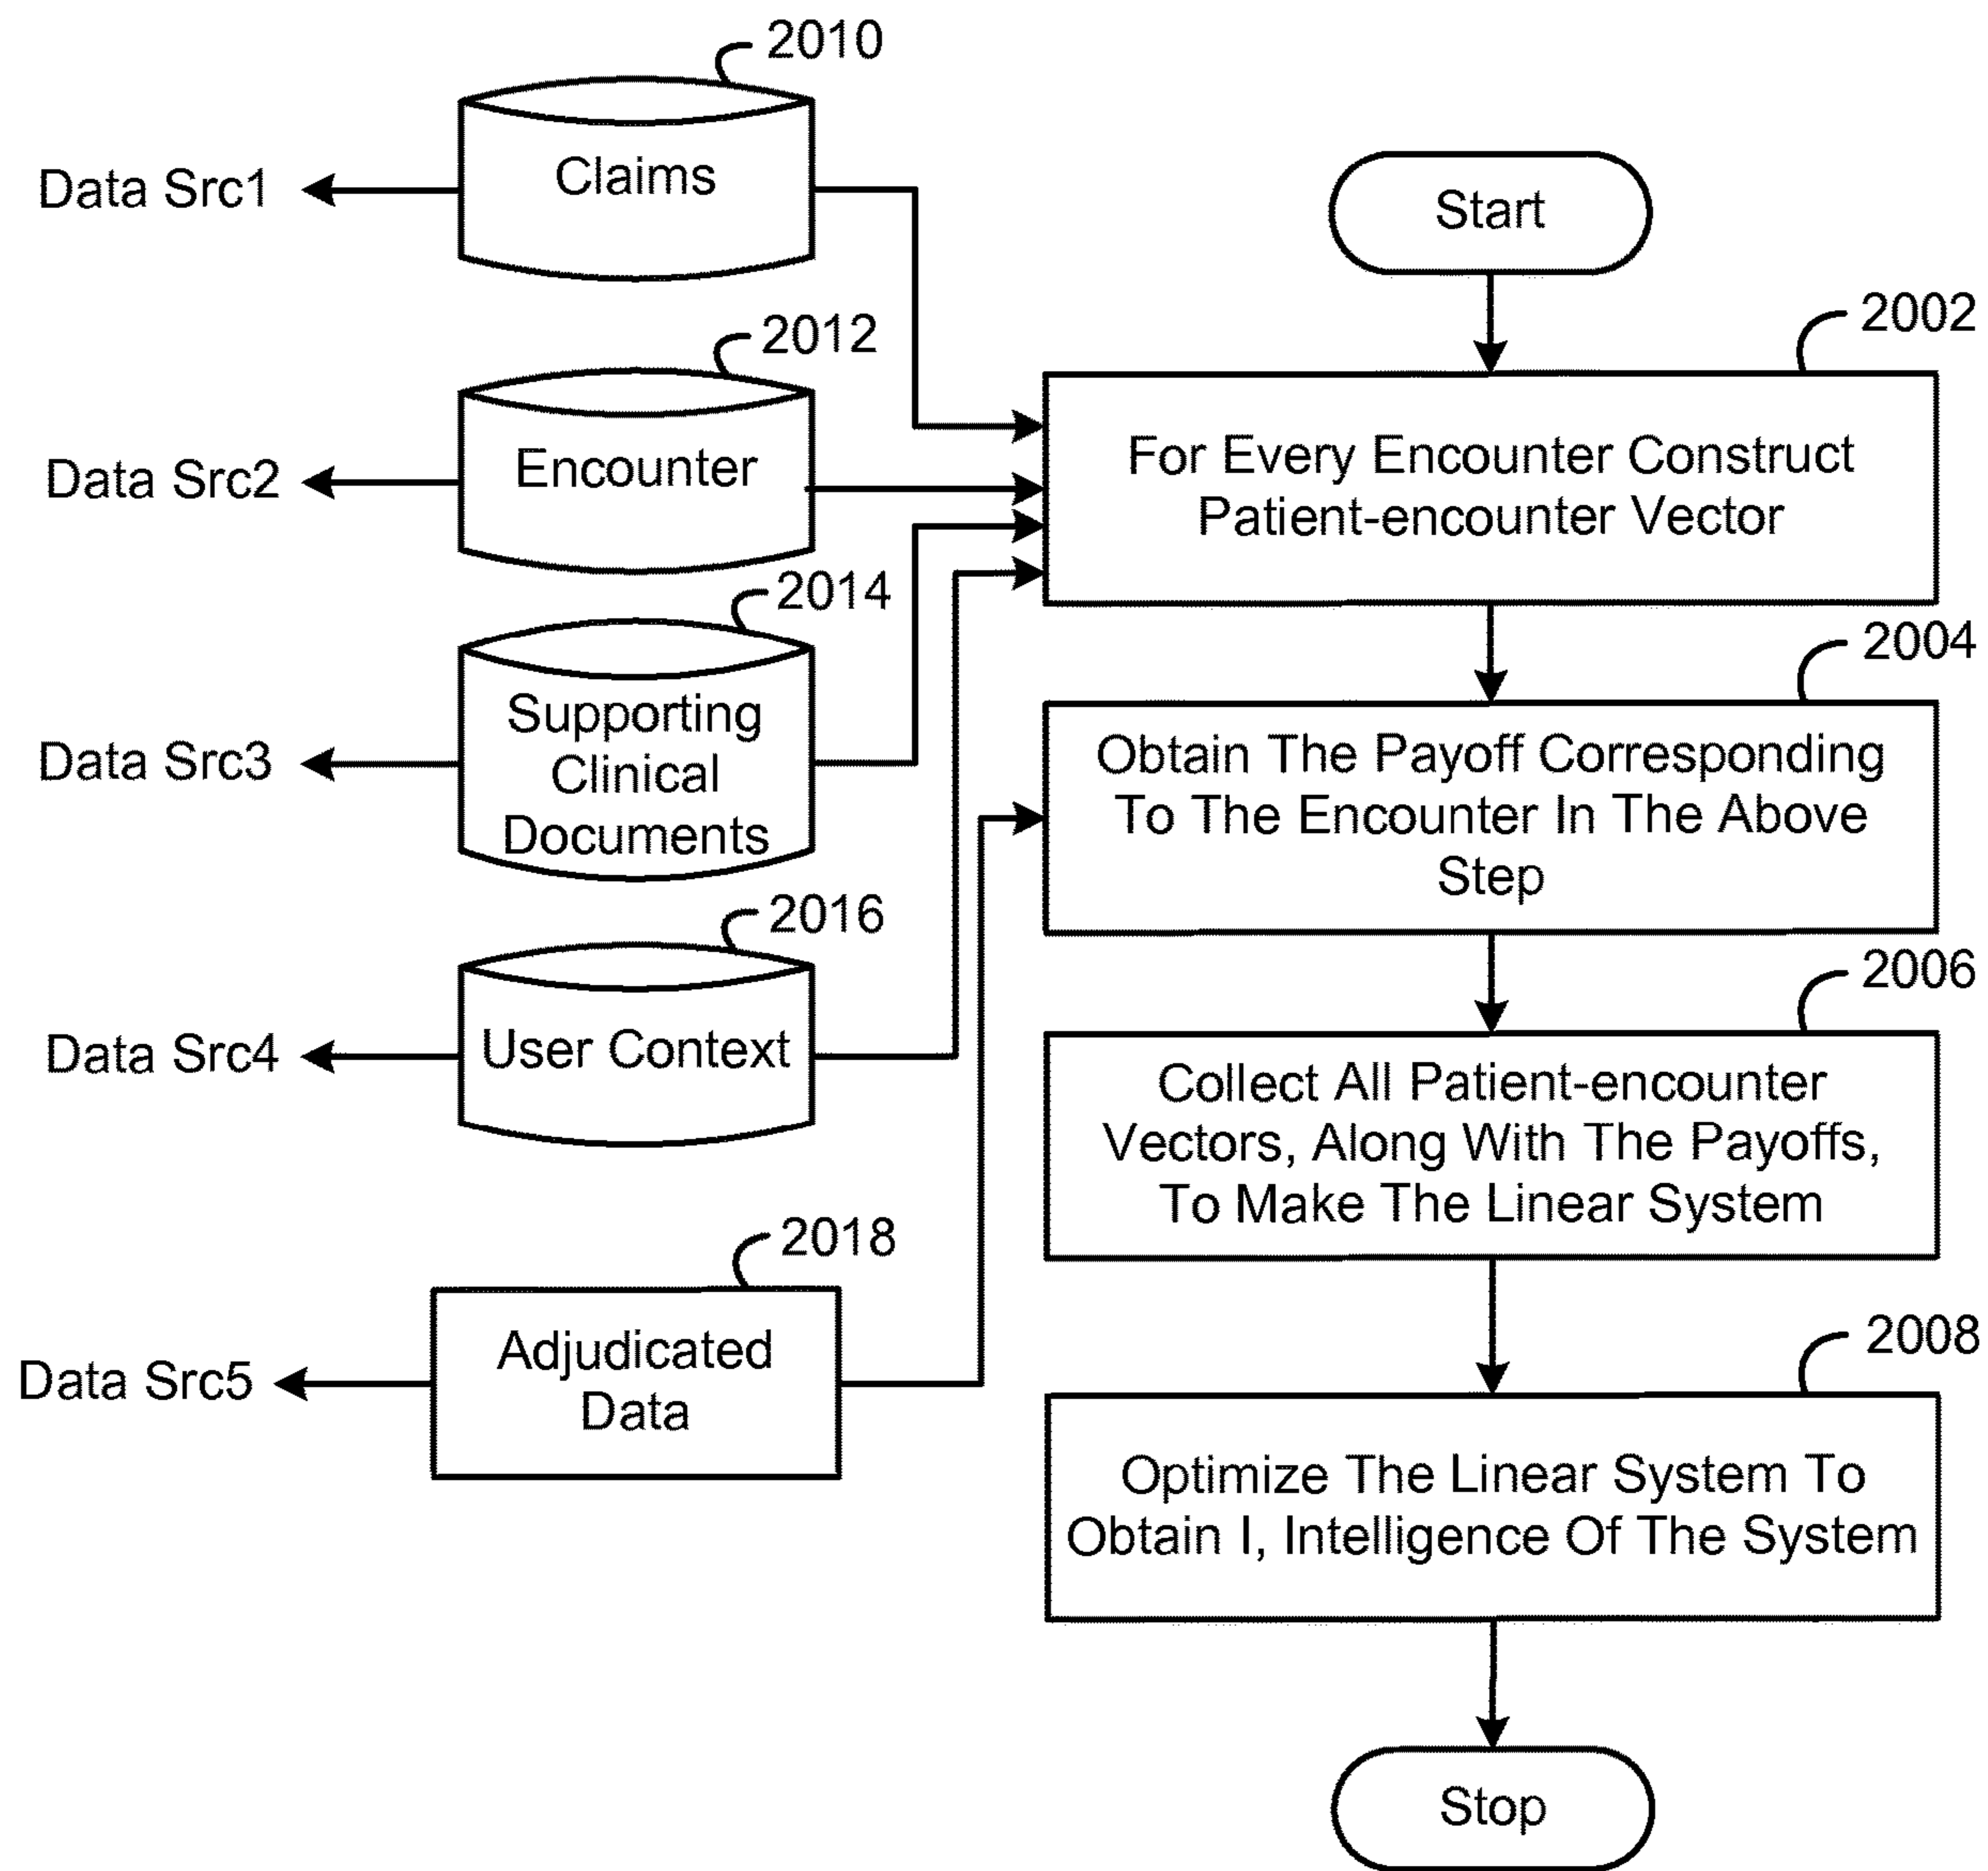 2010
Claims
Data Src1
2012
Encounter
Data Src2
2014
Supporting
Clinical
Documents
Data Src3
2016
User Context
Data Src4
2018
Adjudicated
Data
Data Src5
Start
2002
For Every Encounter Construct
Patient-encounter Vector
2004
Obtain The Payoff Corresponding
To The Encounter In The Above
Step
2006
Collect All Patient-encounter
Vectors, Along With The Payoffs,
To Make The Linear System
2008
Optimize The Linear System To
Obtain I, Intelligence Of The System
Stop